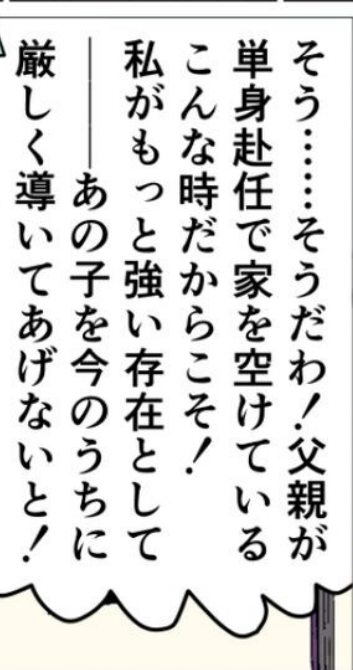 そう……そうだわ!父親が
単身赴任で家を空けている
こんな時だからこそ!
私がもっと強い存在として
――あの子を今のうちに
厳しく導いてあげないと!